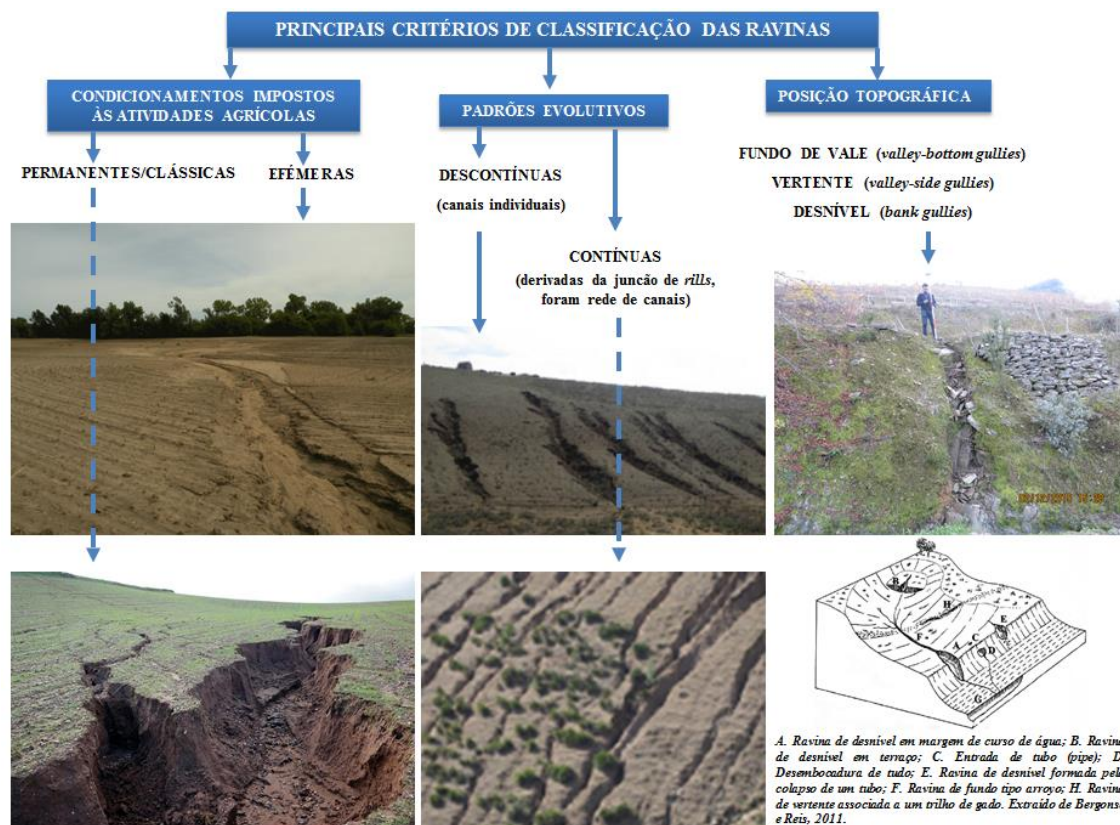 PRINCIPAIS CRITÉRIOS DE CLASSIFICAÇÃO DAS RAVINAS
CONDICIONAMENTOS IMPOSTOS
ÀS ATIVIDADES AGRÍCOLAS
PERMANENTES/CLÁSSICAS
EFÉMERAS
PADRÕES EVOLUTIVOS
DESCONTÍNUAS
(canais individuais)
CONTÍNUAS
(derivadas da juncão de rills,
foram rede de canais)
POSIÇÃO TOPOGRÁFICA
FUNDO DE VALE (valley-bottom gullies)
VERTENTE (valley-side gullies)
DESNÍVEL (bank gullies)
B
H
F
A
C
D
E
G
A. Ravina de desnível em margem de curso de água; B. Ravina
de desnível em terraço; C. Entrada de tubo (pipe); D.
Desembocadura de tudo; E. Ravina de desnível formada pelo
colapso de um tubo; F. Ravina de fundo tipo arroyo; H. Ravina
de vertente associada a um trilho de gado. Extraído de Bergonse
e Reis, 2011.